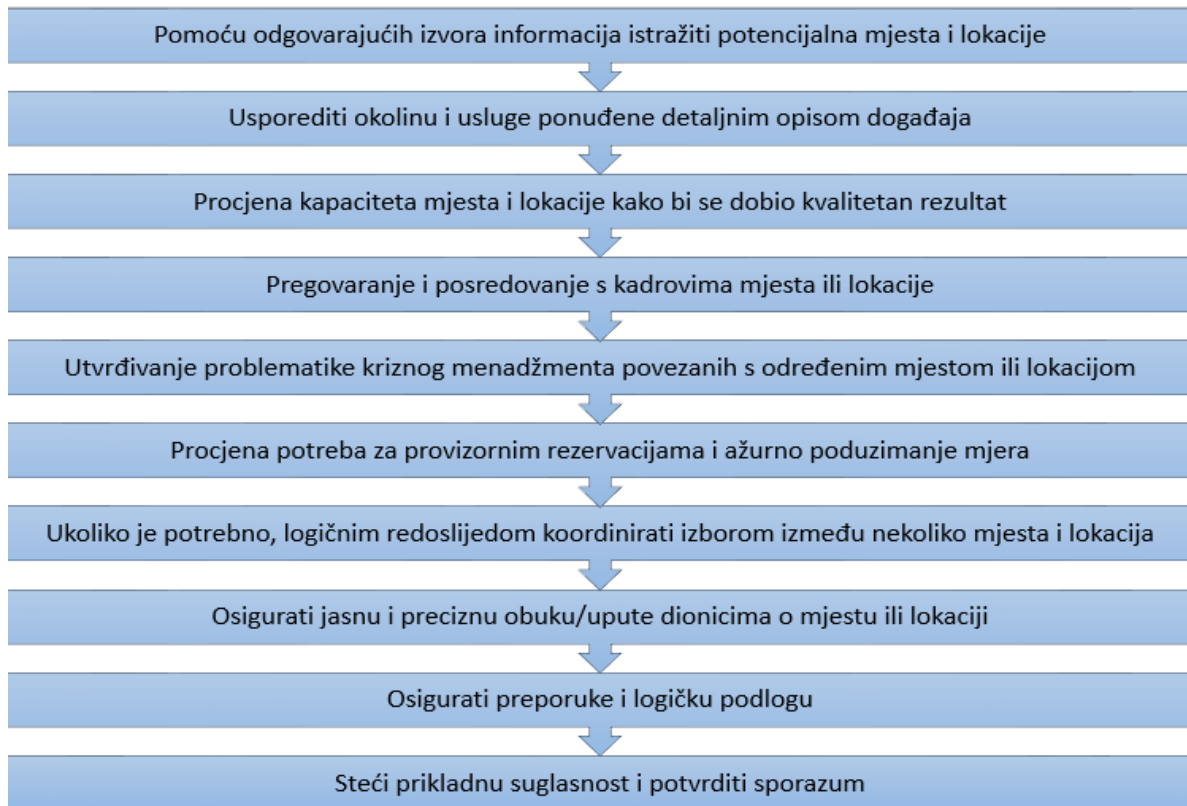 Pomoću odgovarajućih izvora informacija istražiti potencijalna mjesta i lokacije
Usporediti okolinu i usluge ponuđene detaljnim opisom događaja
Procjena kapaciteta mjesta i lokacije kako bi se dobio kvalitetan rezultat
Pregovaranje i posredovanje s kadrovima mjesta ili lokacije
Utvrđivanje problematike kriznog menadžmenta povezanih s određenim mjestom ili lokacijom
Procjena potreba za provizornim rezervacijama i ažurno poduzimanje mjera
Ukoliko je potrebno, logičnim redoslijedom koordinirati izborom između nekoliko mjesta i lokacija
Osigurati jasnu i preciznu obuku/upute dionicima o mjestu ili lokaciji
Osigurati preporuke i logičku podlogu
Steći prikladnu suglasnost i potvrditi sporazum